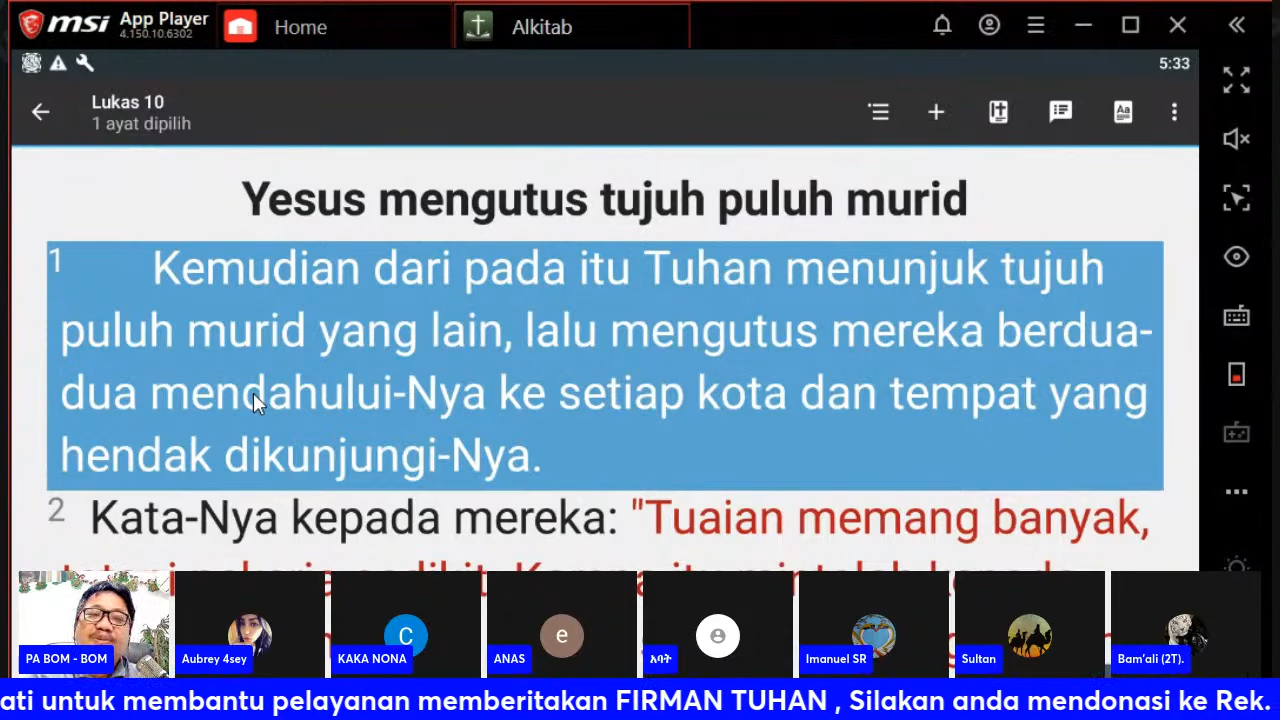 msi App Player
4.150.10.6302
Home
Alkitab
5:33
Lukas 10
1 ayat dipilih
Yesus mengutus tujuh puluh murid
1 Kemudian dari pada itu Tuhan menunjuk tujuh
puluh murid yang lain, lalu mengutus mereka berdua-
dua mendahului-Nya ke setiap kota dan tempat yang
hendak dikunjungi-Nya.
2 Kata-Nya kepada mereka: "Tuaian memang banyak,
C
e
PA BOM - BOM
Aubrey 4sey
KAKA NONA
ANAS
አባት
Imanuel SR
Sultan
Bam'ali (2T).
ati untuk membantu pelayanan memberitakan FIRMAN TUHAN , Silakan anda mendonasi ke Rek.